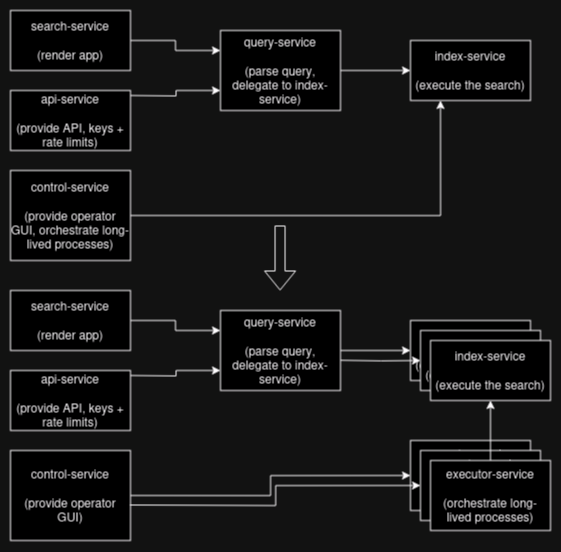 search-service
(render app)
api-service
(provide API, keys +
rate limits)
control-service
(provide operator
GUI, orchestrate long-
lived processes)
query-service
(parse query,
delegate to index-
service)
index-service
(execute the search)
search-service
(render app)
api-service
(provide API, keys +
rate limits)
control-service
(provide operator
GUI)
query-service
(parse query,
delegate to index-
service)
index-service
(execute the search)
executor-service
(orchestrate long-
lived processes)